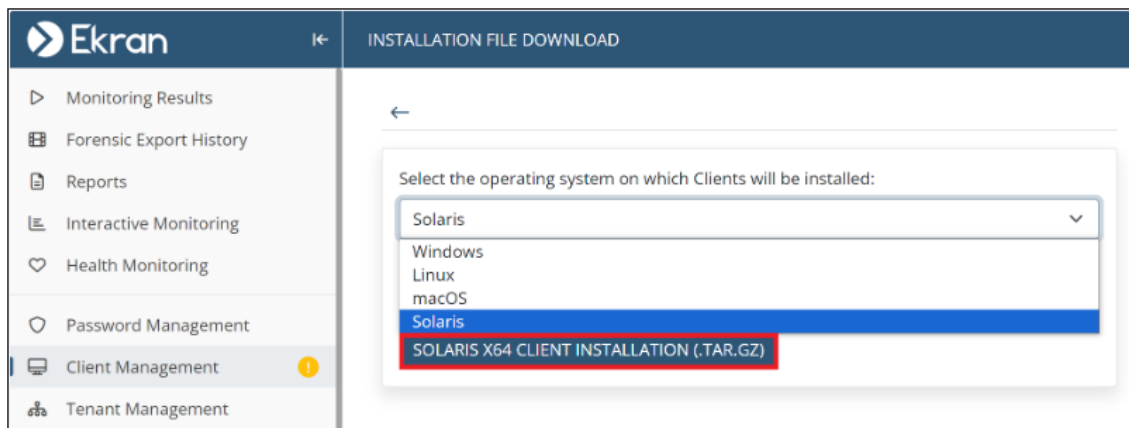 Ekran
INSTALLATION FILE DOWNLOAD
Monitoring Results
Forensic Export History
Reports
Interactive Monitoring
Health Monitoring
Password Management
Client Management
Tenant Management
Select the operating system on which Clients will be installed:
Solaris
Windows
Linux
macOS
Solaris
SOLARIS X64 CLIENT INSTALLATION (.TAR.GZ)